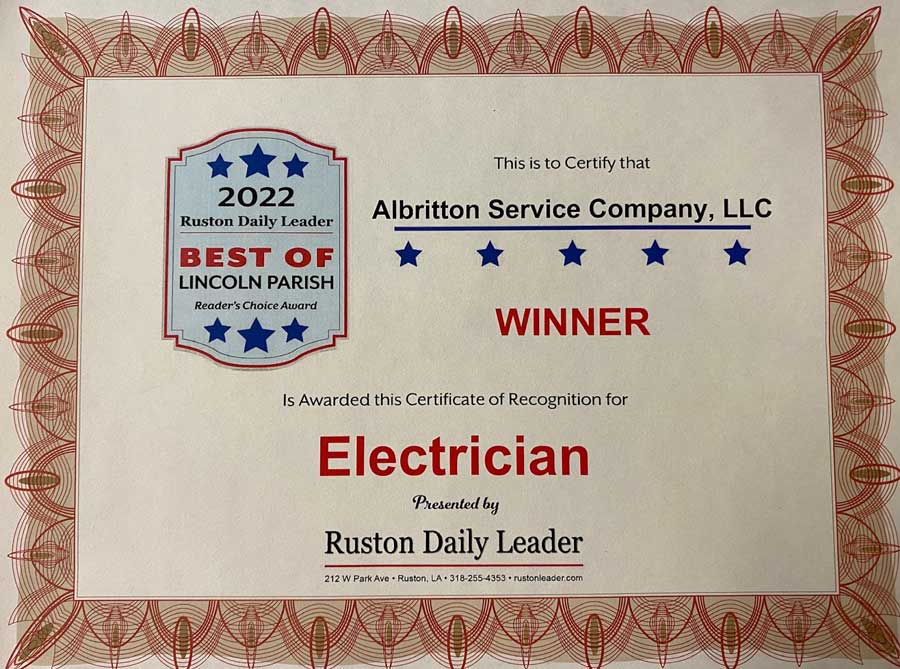 2022
Ruston Daily Leader
BEST OF
LINCOLN PARISH
Reader's Choice Award
This is to Certify that
Albritton Service Company, LLC
WINNER
Is Awarded this Certificate of Recognition for
Electrician
Presented by
Ruston Daily Leader
212 W Park Ave • Ruston, LA • 318-255-4353 • rustonleader.com